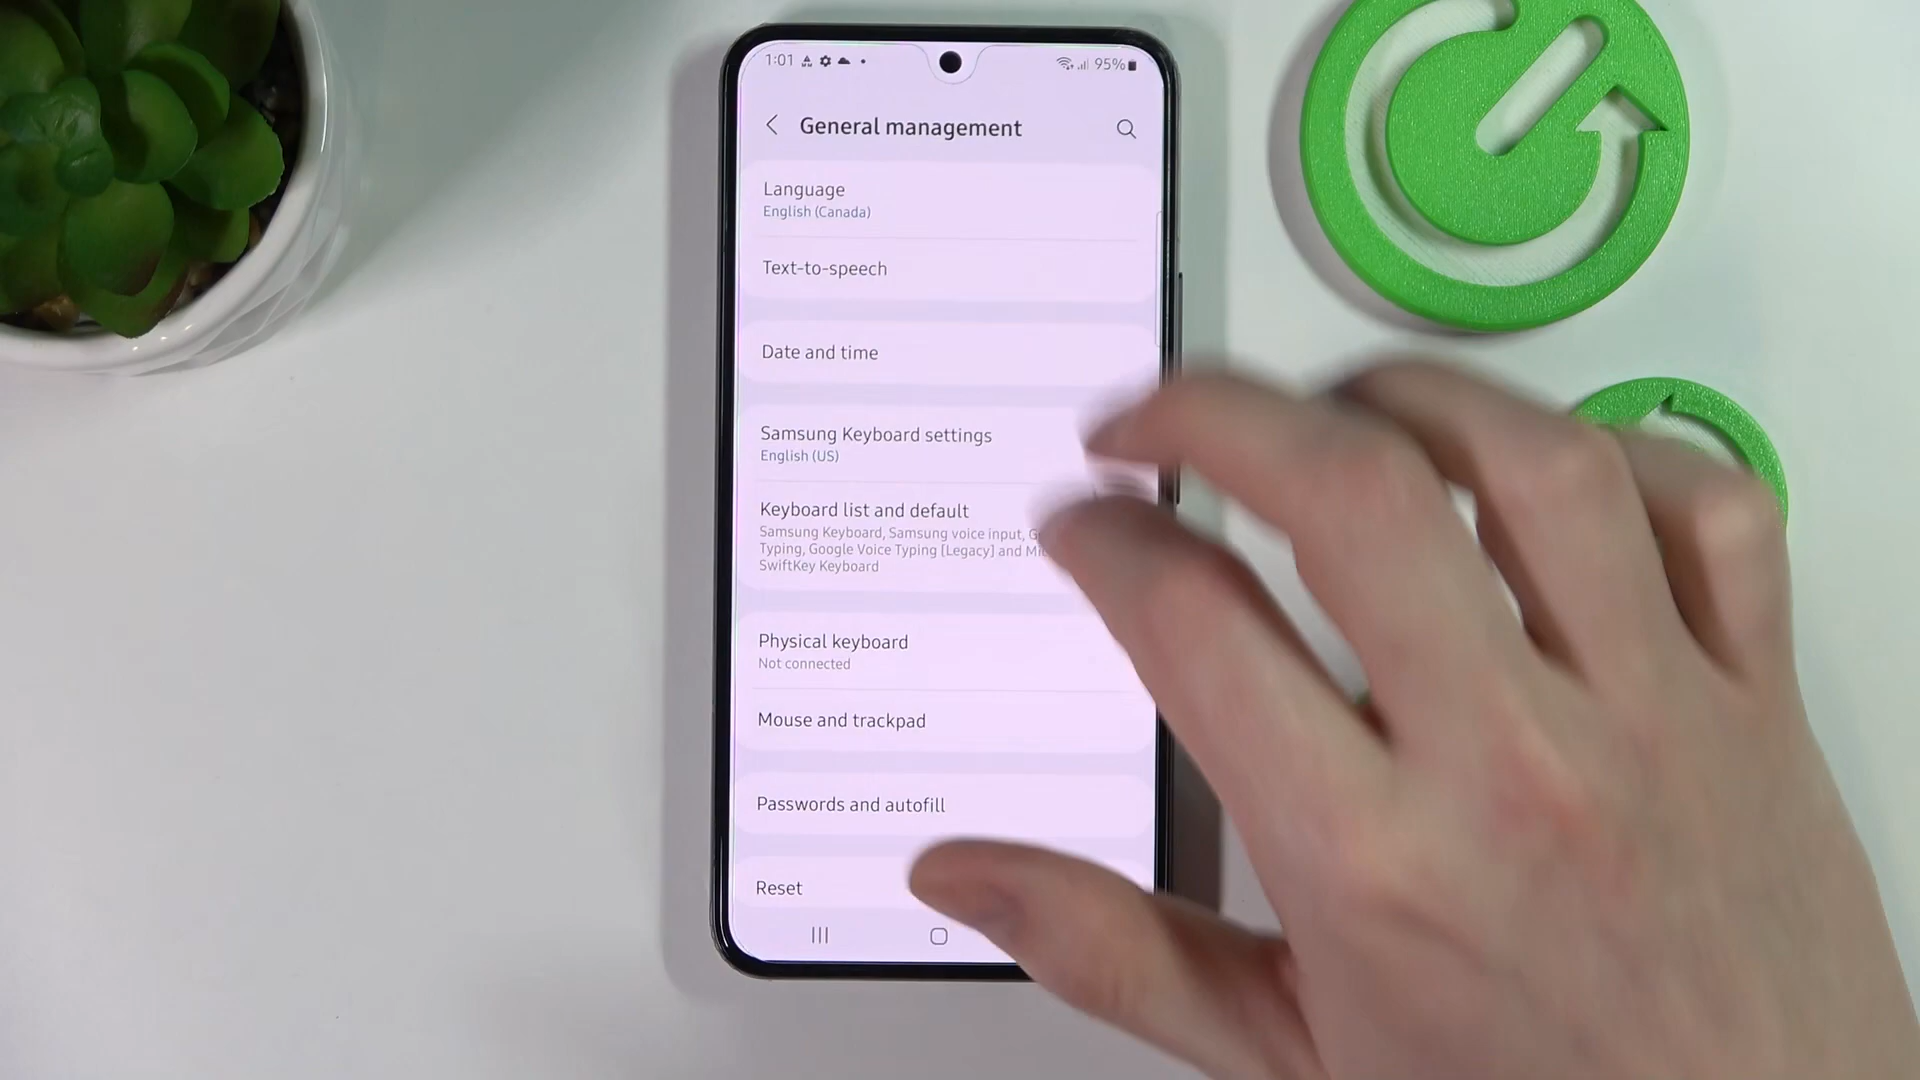 1:01
95%
General management
Language
English (Canada)
Text-to-speech
Date and time
Samsung Keyboard settings
English (US)
Keyboard list and default
Samsung Keyboard, Samsung voice input,
Typing, Google Voice Typing [Legacy] and
SwiftKey Keyboard
Physical keyboard
Not connected
Mouse and trackpad
Passwords and autofill
Reset